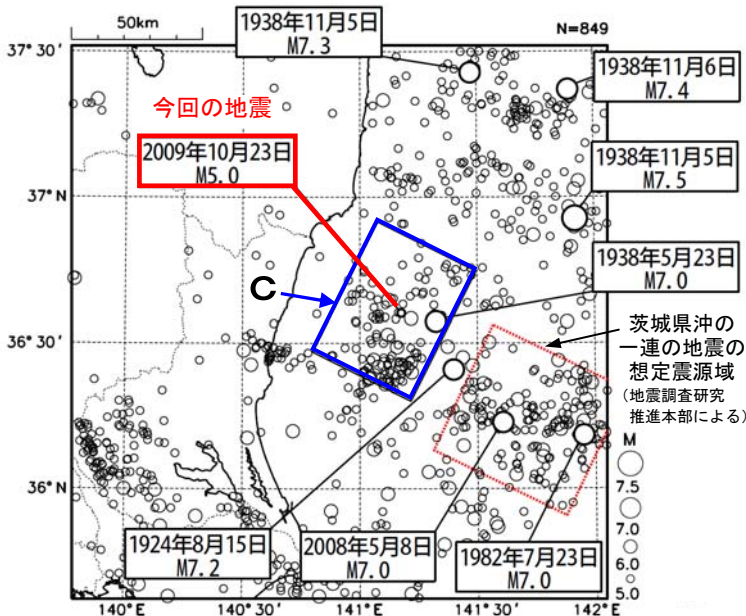 50km
N=849
1938年11月5日
M7.3
37°30′
1938年11月6日
M7.4
今回の地震
2009年10月23日
M5.0
1938年11月5日
M7.5
37°N
1938年5月23日
M7.0
C
茨城県沖の
一連の地震の
想定震源域
(地震調査研究
推進本部による)
36°30′
M
7.5
7.0
6.0
5.0
36°N
1924年8月15日
M7.2
2008年5月8日
M7.0
1982年7月23日
M7.0
140°E
140.5°E
141°E
141.5°E
142°E